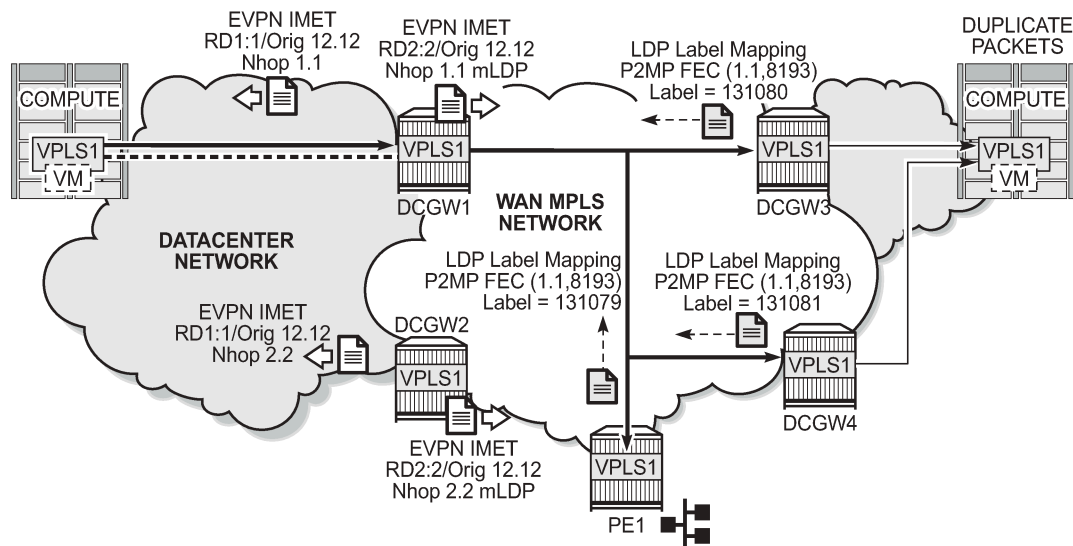 EVPN IMET
RD1:1/Orig 12.12
Nhop 1.1
EVPN IMET
RD2:2/Orig 12.12
Nhop 1.1 mLDP
LDP Label Mapping
P2MP FEC (1.1,8193)
Label = 131080
DUPLICATE
PACKETS
COMPUTE
VPLS1
VM
VPLS1
DCGW1
VPLS1
DCGW3
COMPUTE
VPLS1
VM
WAN MPLS
NETWORK
DATACENTER
NETWORK
LDP Label Mapping
P2MP FEC (1.1,8193)
Label = 131079
LDP Label Mapping
P2MP FEC (1.1,8193)
Label = 131081
EVPN IMET
RD1:1/Orig 12.12
Nhop 2.2
DCGW2
VPLS1
VPLS1
DCGW4
EVPN IMET
RD2:2/Orig 12.12
Nhop 2.2 mLDP
VPLS1
PE1